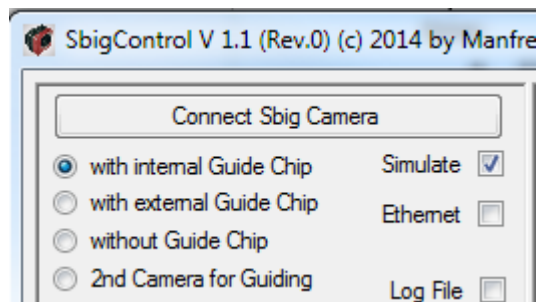 SbigControl V 1.1 (Rev.0) (c) 2014 by
Connect Sbig Camera
with internal Guide Chip Simulate
with external Guide Chip
Ethernet
without Guide Chip
2nd Camera for Guiding
Log File